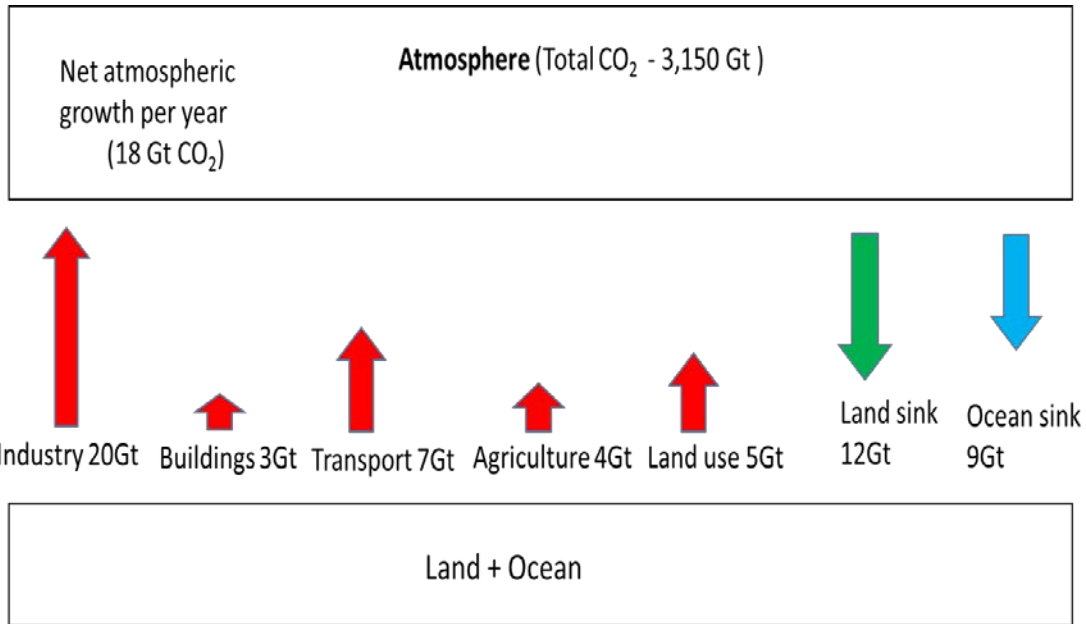 Atmosphere (Total CO₂ - 3,150 Gt )
Net atmospheric
growth per year
(18 Gt CO₂)
Industry 20Gt
Buildings 3Gt
Transport 7Gt
Agriculture 4Gt
Land use 5Gt
Land sink
12Gt
Ocean sink
9Gt
Land + Ocean